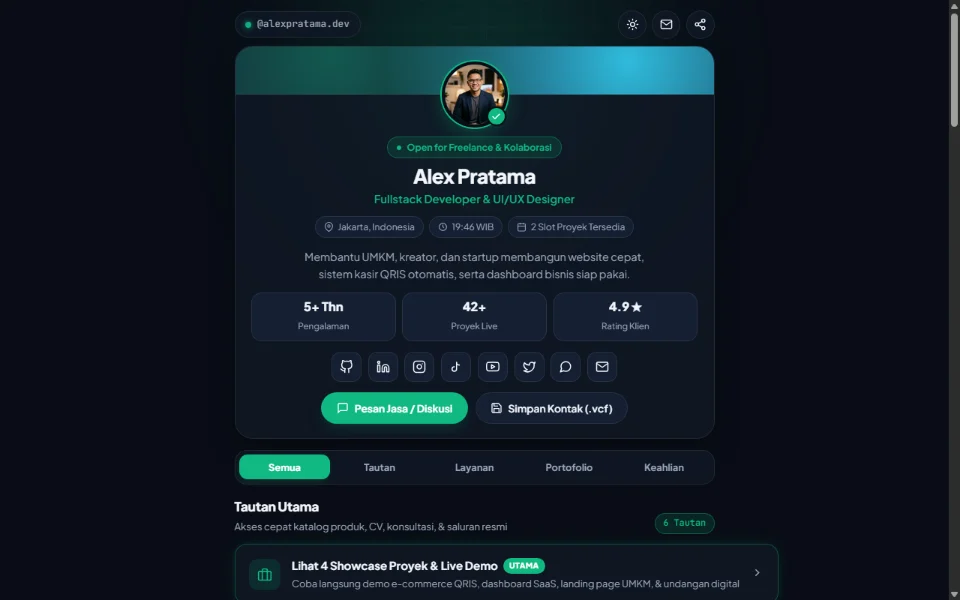 @alexpratama.dev
Open for Freelance & Kolaborasi
Alex Pratama
Fullstack Developer & UI/UX Designer
Jakarta, Indonesia
19:46 WIB
2 Slot Proyek Tersedia
Membantu UMKM, kreator, dan startup membangun website cepat,
sistem kasir QRIS otomatis, serta dashboard bisnis siap pakai.
5+ Thn
Pengalaman
42+
Proyek Live
4.9★
Rating Klien
Pesan Jasa / Diskusi
Simpan Kontak (.vcf)
Semua
Tautan
Layanan
Portofolio
Keahlian
Tautan Utama
Akses cepat katalog produk, CV, konsultasi, & saluran resmi
6 Tautan
Lihat 4 Showcase Proyek & Live Demo UTAMA
Coba langsung demo e-commerce QRIS, dashboard SaaS, landing page UMKM, & undangan digital